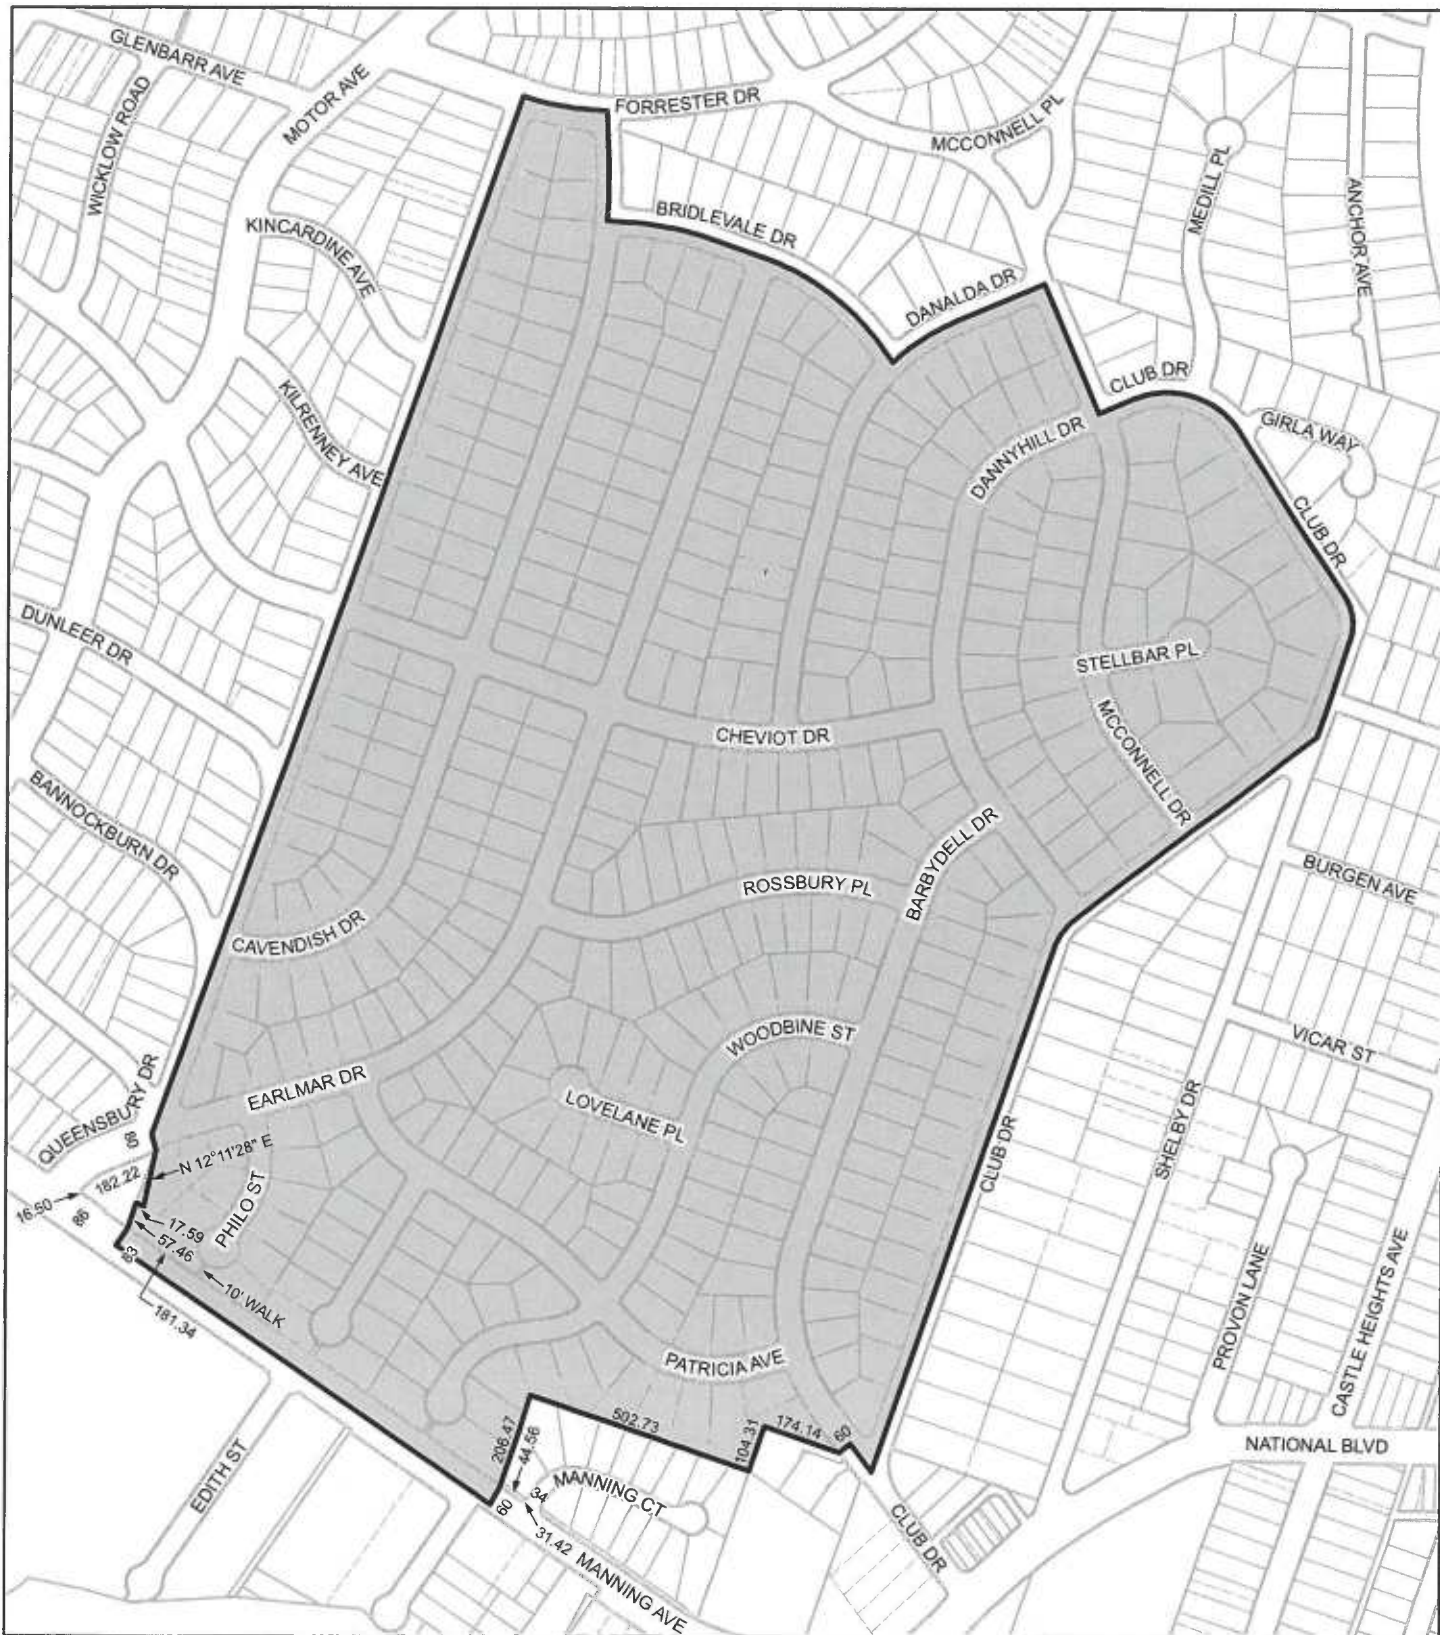 GLENBARR AVE
MOTOR AVE
WICKLOW ROAD
FORRESTER DR
MCCONNELL PL
MEDILL PL
ANCHOR AVE
KINCARDINE AVE
BRIDLEVALE DR
DANALDA DR
CLUB DR
GIRLA WAY
KILRENNEY AVE
DANNYHILL DR
CLUB DR
DUNLEER DR
STELLBAR PL
CHEVIOT DR
MCCONNELL DR
BANNOCKBURN DR
BARBYDELL DR
BURGEN AVE
ROSSBURY PL
CAVENDISH DR
WOODBINE ST
VICAR ST
EARLMAR DR
QUEENSBURY DR
LOVELANE PL
CLUB DR
SHELBY DR
80
N 12°11'28" E
182.22
16.50
86
PHILO ST
17.59
57.46
83
10' WALK
181.34
PROVON LANE
CASTLE HEIGHTS AVE
PATRICIA AVE
502.73
174.14
60
104.31
206.47
44.56
NATIONAL BLVD
EDITH ST
MANNING CT
34
60
31.42
MANNING AVE
CLUB DR